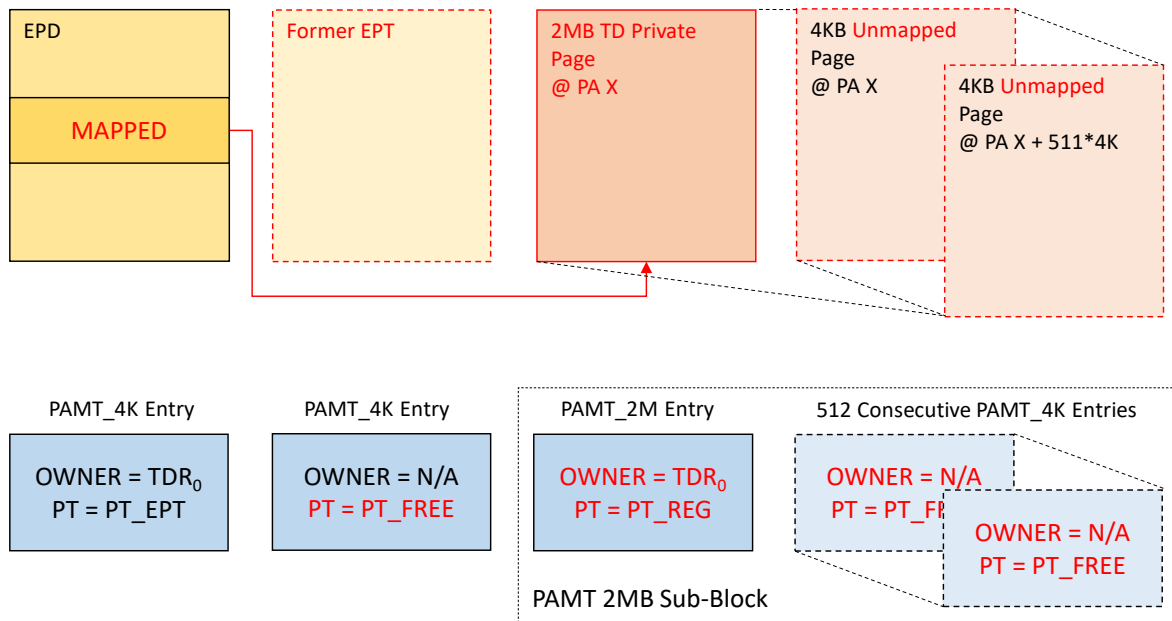 EPD
MAPPED
Former EPT
2MB TD Private
Page
@ PA X
4KB Unmapped
Page
@ PA X
4KB Unmapped
Page
@ PA X + 511*4K
PAMT_4K Entry
OWNER = TDR₀
PT = PT_EPT
PAMT_4K Entry
OWNER = N/A
PT = PT_FREE
PAMT_2M Entry
OWNER = TDR₀
PT = PT_REG
512 Consecutive PAMT_4K Entries
OWNER = N/A
PT =
OWNER = N/A
PT = PT_FREE
PAMT 2MB Sub-Block